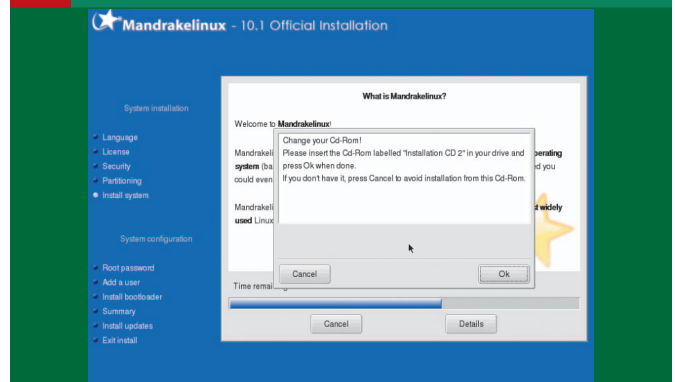 Mandrakelinux - 10.1 Official Installation
System installation
Language
License
Security
Partitioning
Install system
System configuration
Root password
Add a user
Install bootloader
Summary
Install updates
Exit install
What is Mandrakelinux?
Welcome to Mandrakelinux!
Mandrakeli
perating
system (ba
ed you
could even
Mandrakeli
t widely
used Linux
Change your Cd-Rom!
Please insert the Cd-Rom labelled "Installation CD 2" in your drive and
press Ok when done.
If you don't have it, press Cancel to avoid installation from this Cd-Rom.
Cancel
Ok
Time remai
Cancel
Details